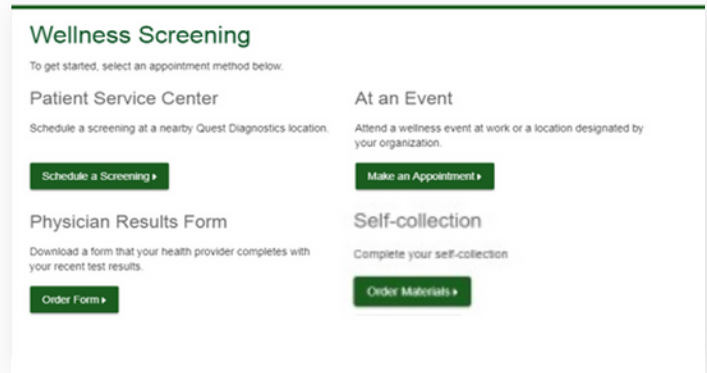 Wellness Screening
To get started, select an appointment method below.
Patient Service Center
Schedule a screening at a nearby Quest Diagnostics location.
Schedule a Screening
At an Event
Attend a wellness event at work or a location designated by
your organization.
Make an Appointment
Physician Results Form
Download a form that your health provider completes with
your recent test results.
Order Form
Self-collection
Complete your self-collection
Order Materials